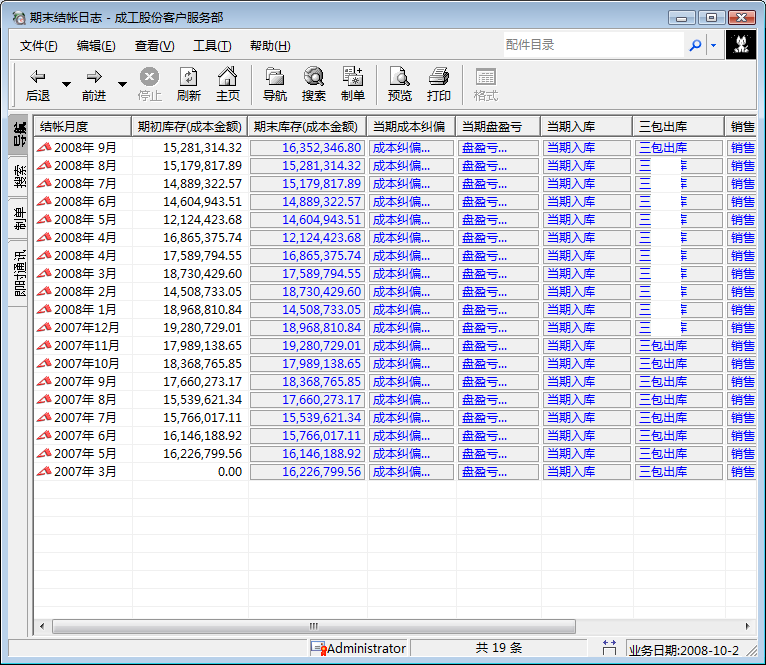 期末结帐日志 - 成工股份客户服务部
文件(F) 编辑(E) 查看(V) 工具(T) 帮助(H) 配件目录
后退 前进 停止 刷新 主页 导航 搜索 制单 预览 打印 格式
导航
搜索
制单
即时通讯
结帐月度 期初库存(成本金额) 期末库存(成本金额) 当期成本纠偏 当期盘盈亏 当期入库 三包出库 销售
2008年 9月 15,281,314.32 16,352,346.80 成本纠偏... 盘盈亏... 当期入库 三包出库 销售
2008年 8月 15,179,817.89 15,281,314.32 成本纠偏... 盘盈亏... 当期入库 三 库 销售
2008年 7月 14,889,322.57 15,179,817.89 成本纠偏... 盘盈亏... 当期入库 三 库 销售
2008年 6月 14,604,943.51 14,889,322.57 成本纠偏... 盘盈亏... 当期入库 三 库 销售
2008年 5月 12,124,423.68 14,604,943.51 成本纠偏... 盘盈亏... 当期入库 三 库 销售
2008年 4月 16,865,375.74 12,124,423.68 成本纠偏... 盘盈亏... 当期入库 三 库 销售
2008年 4月 17,589,794.55 16,865,375.74 成本纠偏... 盘盈亏... 当期入库 三 库 销售
2008年 3月 18,730,429.60 17,589,794.55 成本纠偏... 盘盈亏... 当期入库 三 库 销售
2008年 2月 14,508,733.05 18,730,429.60 成本纠偏... 盘盈亏... 当期入库 三 库 销售
2008年 1月 18,968,810.84 14,508,733.05 成本纠偏... 盘盈亏... 当期入库 三 库 销售
2007年12月 19,280,729.01 18,968,810.84 成本纠偏... 盘盈亏... 当期入库 三 库 销售
2007年11月 17,989,138.65 19,280,729.01 成本纠偏... 盘盈亏... 当期入库 三包出库 销售
2007年10月 18,368,765.85 17,989,138.65 成本纠偏... 盘盈亏... 当期入库 三包出库 销售
2007年 9月 17,660,273.17 18,368,765.85 成本纠偏... 盘盈亏... 当期入库 三包出库 销售
2007年 8月 15,539,621.34 17,660,273.17 成本纠偏... 盘盈亏... 当期入库 三包出库 销售
2007年 7月 15,766,017.11 15,539,621.34 成本纠偏... 盘盈亏... 当期入库 三包出库 销售
2007年 6月 16,146,188.92 15,766,017.11 成本纠偏... 盘盈亏... 当期入库 三包出库 销售
2007年 5月 16,226,799.56 16,146,188.92 成本纠偏... 盘盈亏... 当期入库 三包出库 销售
2007年 3月 0.00 16,226,799.56 成本纠偏... 盘盈亏... 当期入库 三包出库 销售
Administrator 共 19 条 业务日期:2008-10-2